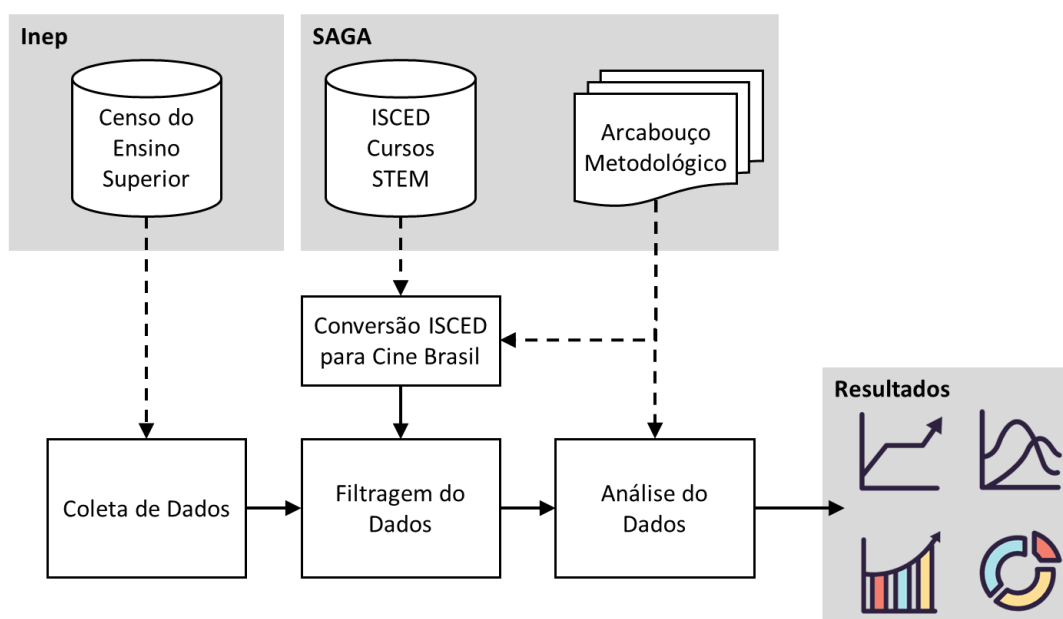 Inep
Censo do
Ensino
Superior
SAGA
ISCED
Cursos
STEM
Arcabouço
Metodológico
Conversão ISCED
para Cine Brasil
Coleta de Dados
Filtragem do
Dados
Análise do
Dados
Resultados